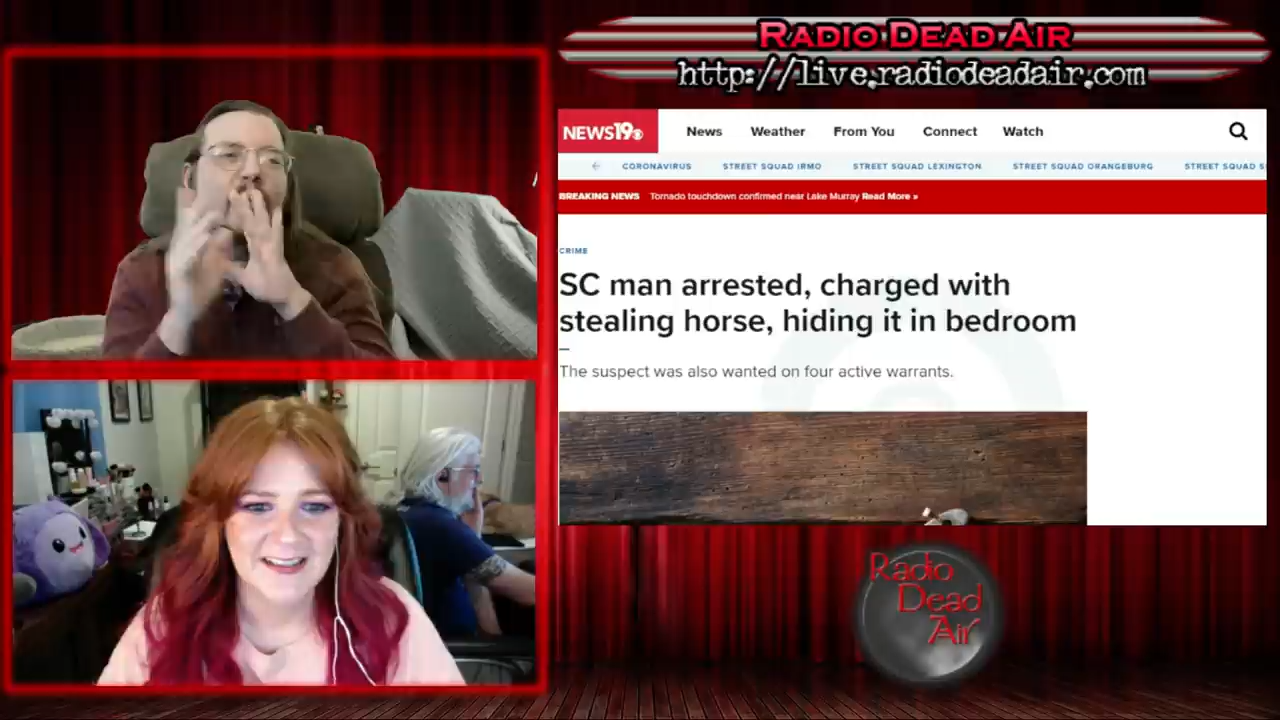 RADIO DEAD AIR
http://live.radiodeadair.com
NEWS19
News Weather From You Connect Watch
CORONAVIRUS STREET SQUAD IRMO STREET SQUAD LEXINGTON STREET SQUAD ORANGEBURG STREET SQUAD
BREAKING NEWS Tornado touchdown confirmed near Lake Murray Read More »
CRIME
SC man arrested, charged with
stealing horse, hiding it in bedroom
The suspect was also wanted on four active warrants.
Radio
Dead
Air